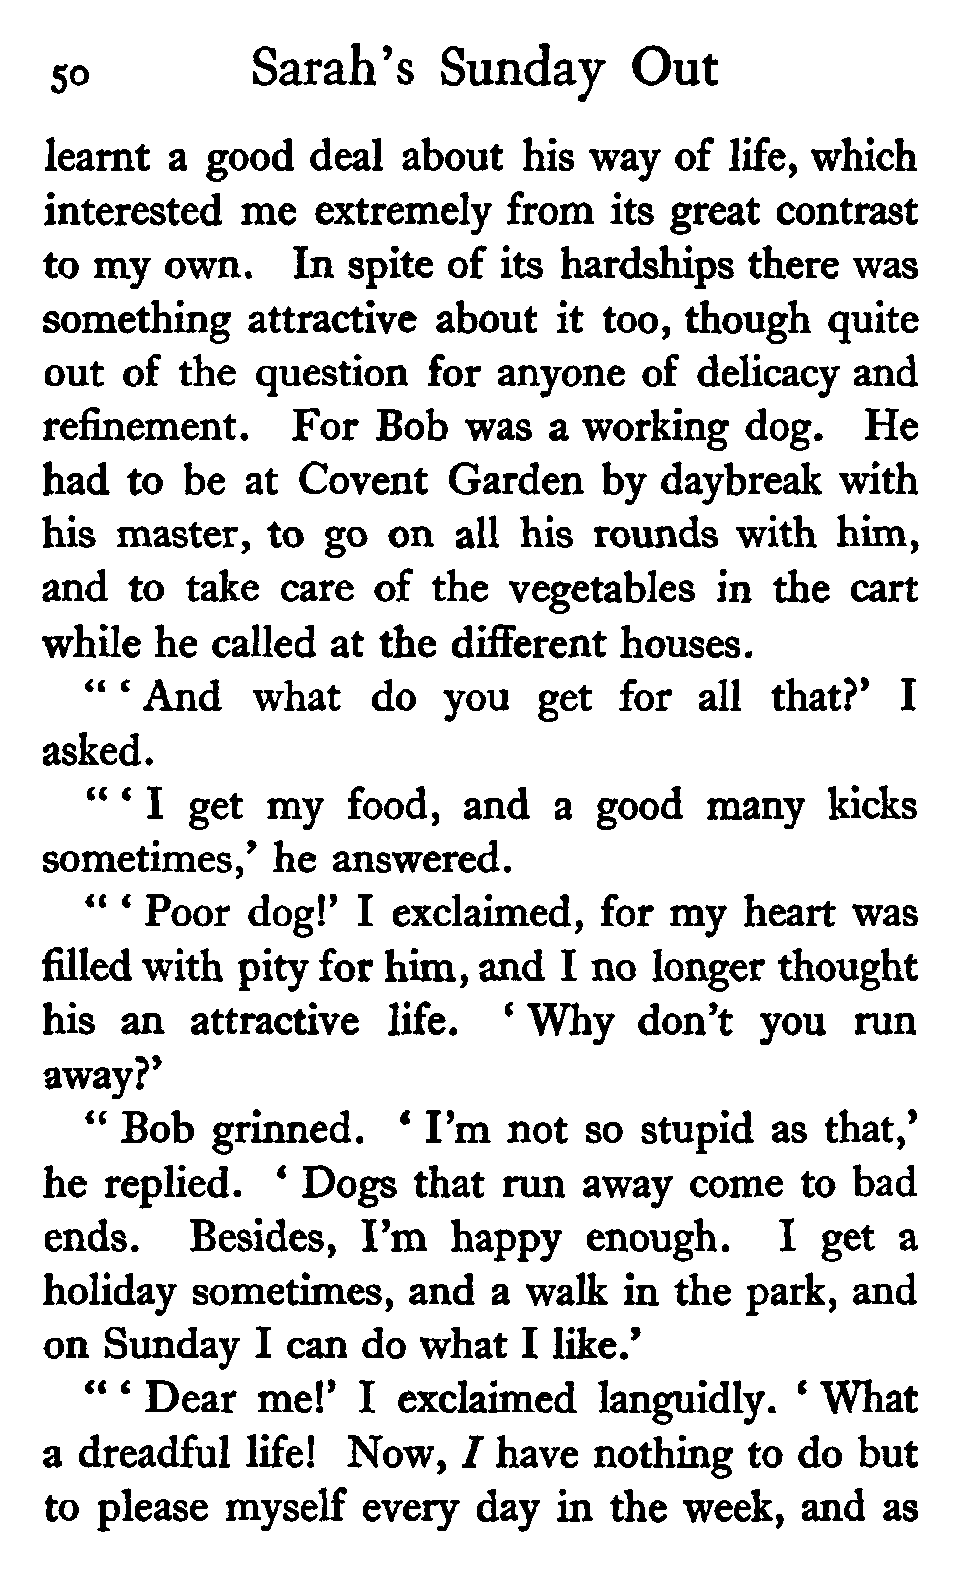 50 Sarah's Sunday Out
learnt a good deal about his way of life, which
interested me extremely from its great contrast
to my own. In spite of its hardships there was
something attractive about it too, though quite
out of the question for anyone of delicacy and
refinement. For Bob was a working dog. He
had to be at Covent Garden by daybreak with
his master, to go on all his rounds with him,
and to take care of the vegetables in the cart
while he called at the different houses.
“ ‘ And what do you get for all that?’ I
asked.
“ ‘ I get my food, and a good many kicks
sometimes,’ he answered.
“ ‘ Poor dog!’ I exclaimed, for my heart was
filled with pity for him, and I no longer thought
his an attractive life. ‘ Why don’t you run
away?’
“ Bob grinned. ‘ I’m not so stupid as that,’
he replied. ‘ Dogs that run away come to bad
ends. Besides, I’m happy enough. I get a
holiday sometimes, and a walk in the park, and
on Sunday I can do what I like.’
“ ‘ Dear me!’ I exclaimed languidly. ‘ What
a dreadful life! Now, I have nothing to do but
to please myself every day in the week, and as